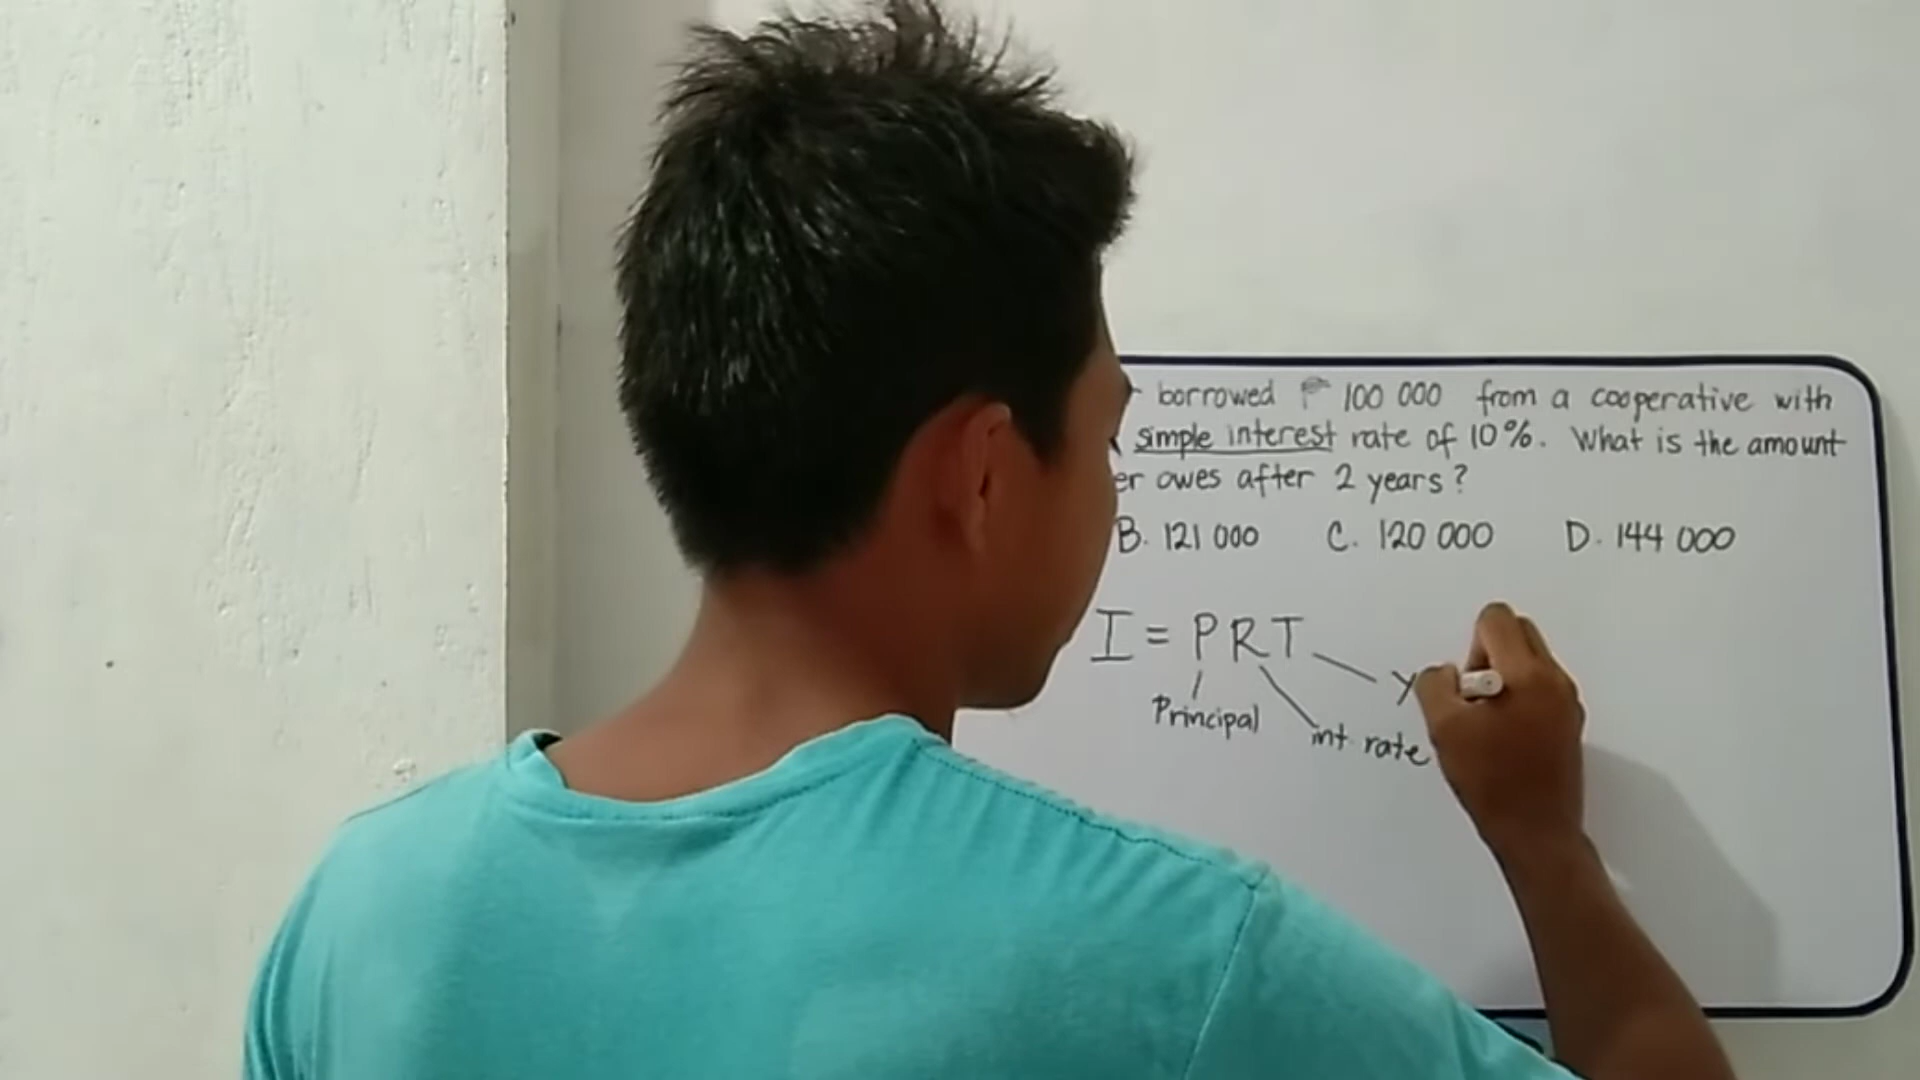 borrowed ₱ 100 000 from a cooperative with
simple interest rate of 10%. What is the amount
er owes after 2 years?
B. 121 000 C. 120 000 D. 144 000
I = PRT
Principal
int. rate
y